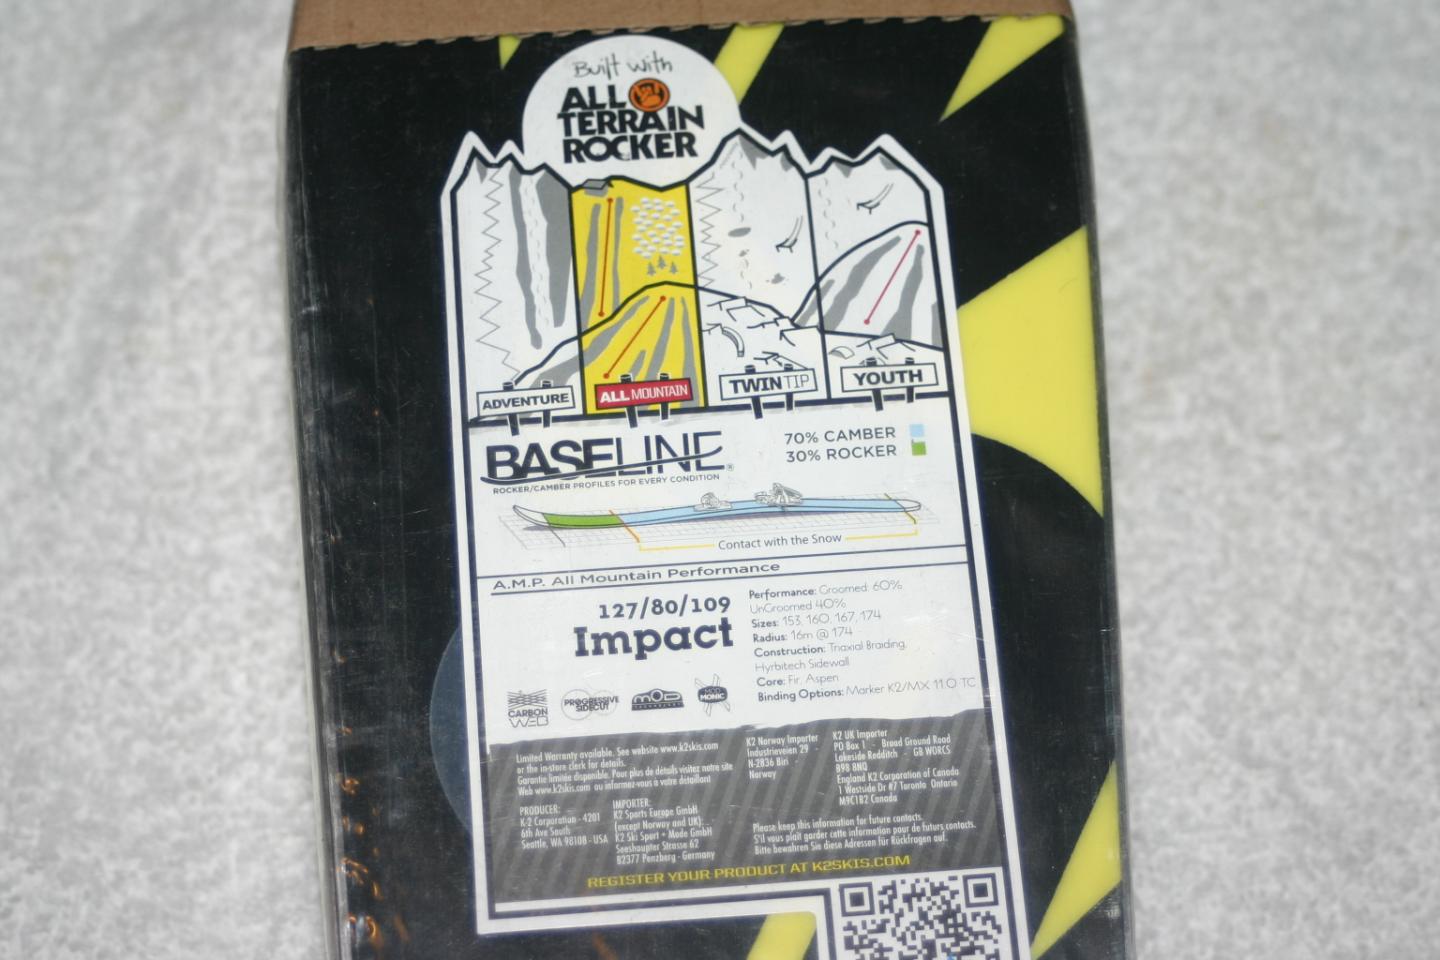 Built with
ALL
TERRAIN
ROCKER
ADVENTURE
ALL MOUNTAIN
TWIN TIP
YOUTH
BASELINE®
ROCKER/CAMBER PROFILES FOR EVERY CONDITION
70% CAMBER
30% ROCKER
Contact with the Snow
A.M.P. All Mountain Performance
127/80/109
Impact
Performance: Groomed: 60%
UnGroomed 40%
Sizes: 153, 160, 167, 174
Radius: 16m @ 174
Construction: Triaxial Braiding,
Hyrbitech Sidewall
Core: Fir, Aspen
Binding Options: Marker K2/MX 11.0 TC
CARBON
WEB
PROGRESSIVE
SIDECUT
MOD
TECHNOLOGY
MOD
MONIC
Limited Warranty available. See website www.k2skis.com
or the in-store clerk for details.
Garantie limitée disponible. Pour plus de détails visitez notre site
Web www.k2skis.com ou informez-vous a votre détaillant
PRODUCER:
K-2 Corporation - 4201
6th Ave South
Seattle, WA 98108 - USA
IMPORTER:
K2 Sports Europe GmbH
(except Norway and UK):
K2 Ski Sport + Mode GmbH
Seeshaupter Strasse 62
82377 Penzberg - Germany
K2 Norway Importer
Industrieveien 29 -
N-2836 Biri -
Norway
K2 UK Importer
PO Box 1 - Broad Ground Road
Lakeside Redditch - GB WORCS
B98 8NQ
England K2 Corporation of Canada
1 Westside Dr #7 Toronto Ontario
M9C1B2 Canada
Please keep this information for future contacts.
S'il vous plaît garder cette information pour de futurs contacts.
Bitte bewahren Sie diese Adressen für Rückfragen auf.
REGISTER YOUR PRODUCT AT K2SKIS.COM